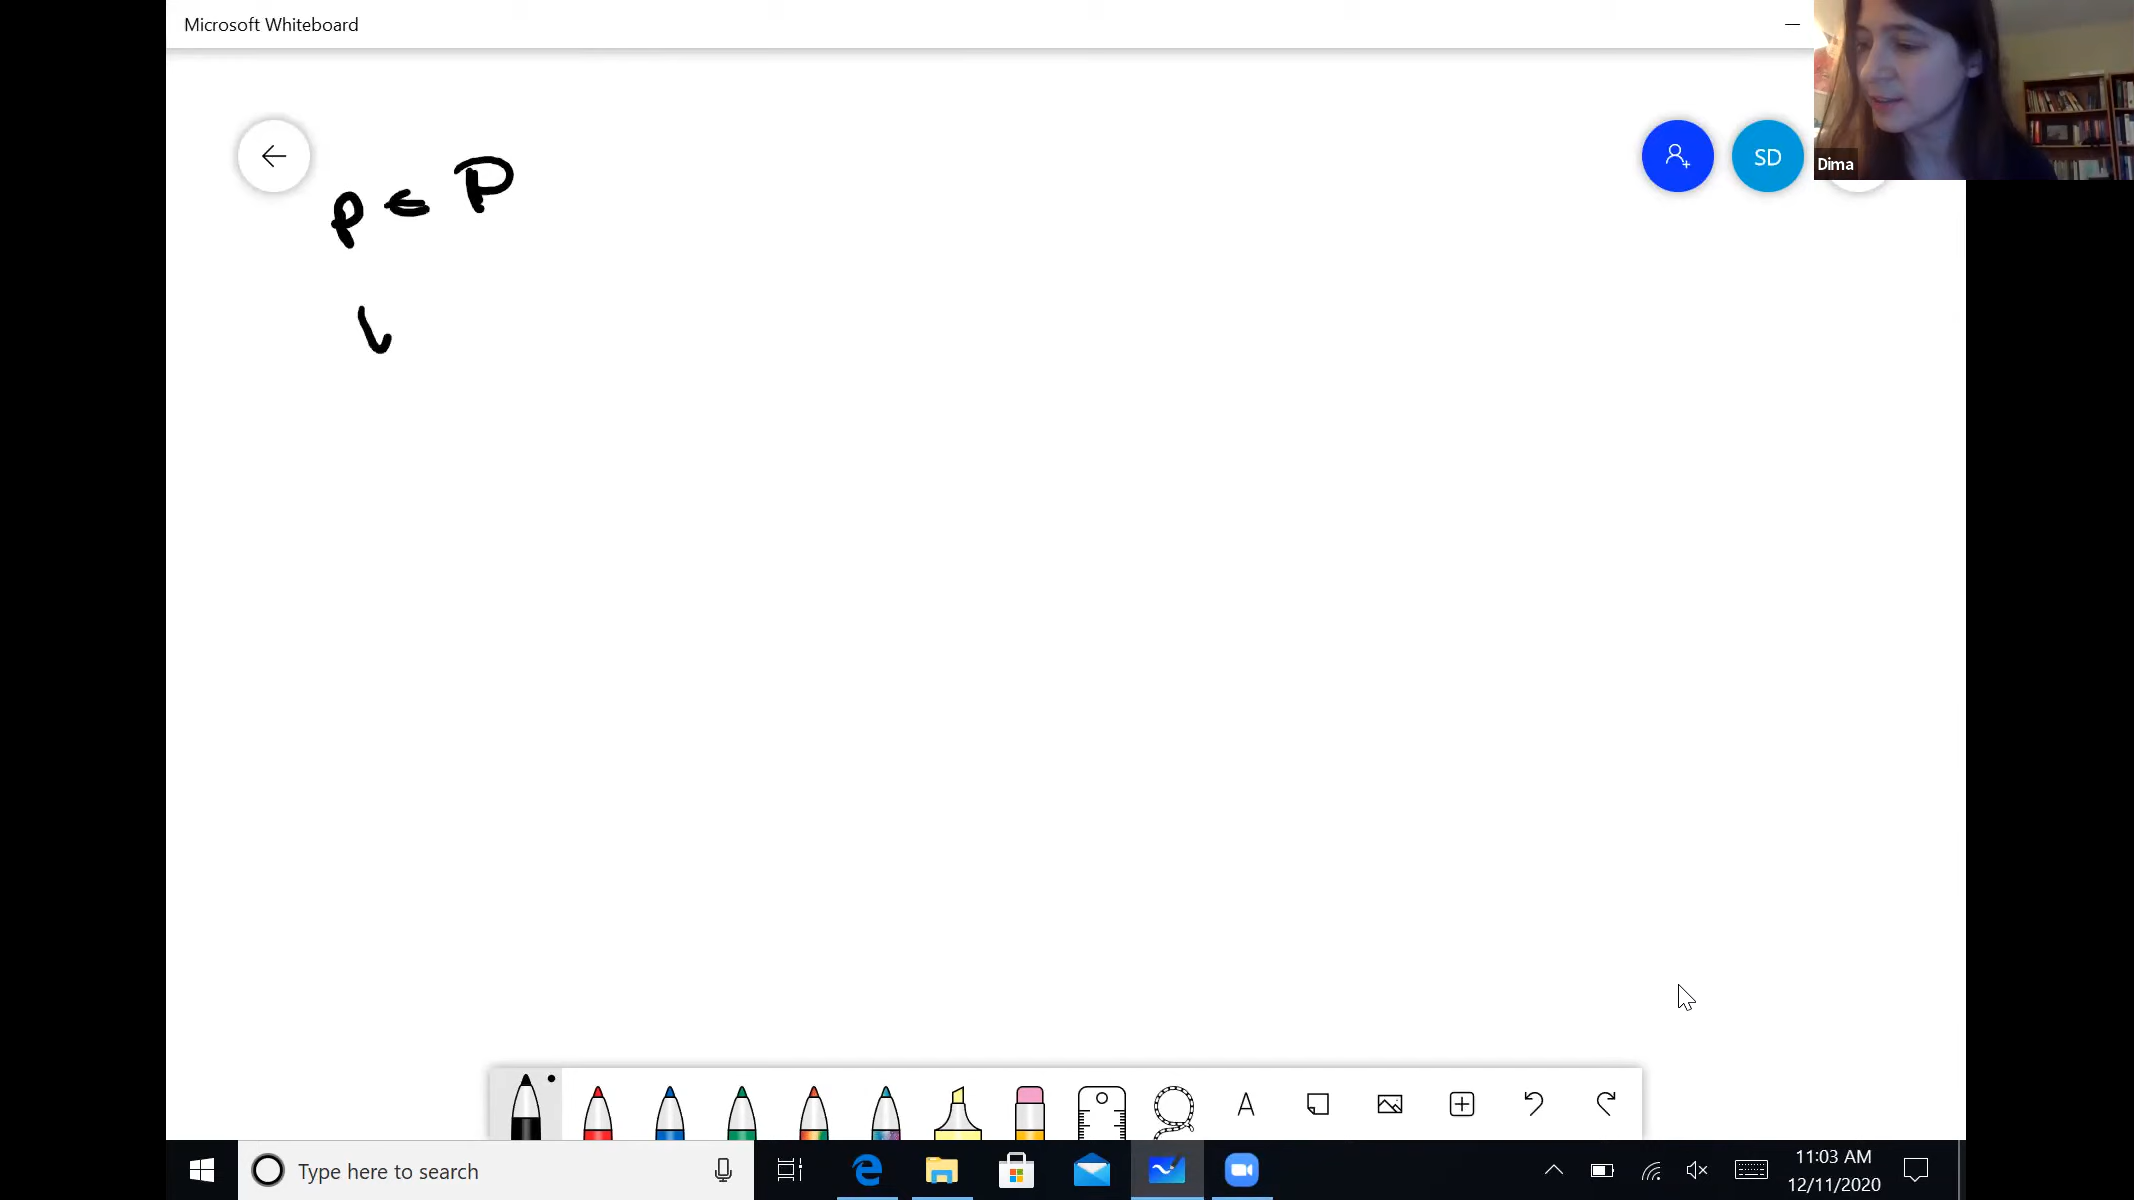 Microsoft Whiteboard
SD
Dima
p ∈ P
A
Type here to search
11:03 AM
12/11/2020